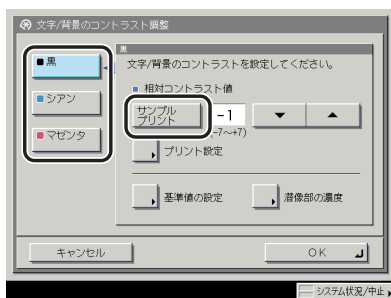 文字/背景のコントラスト調整
■黒
■シアン
■マゼンタ
黒
文字/背景のコントラストを設定してください。
■ 相対コントラスト値
サンプル
プリント
-1
▼
▲
(-7～+7)
プリント設定
基準値の設定
潜像部の濃度
キャンセル
OK
システム状況/中止